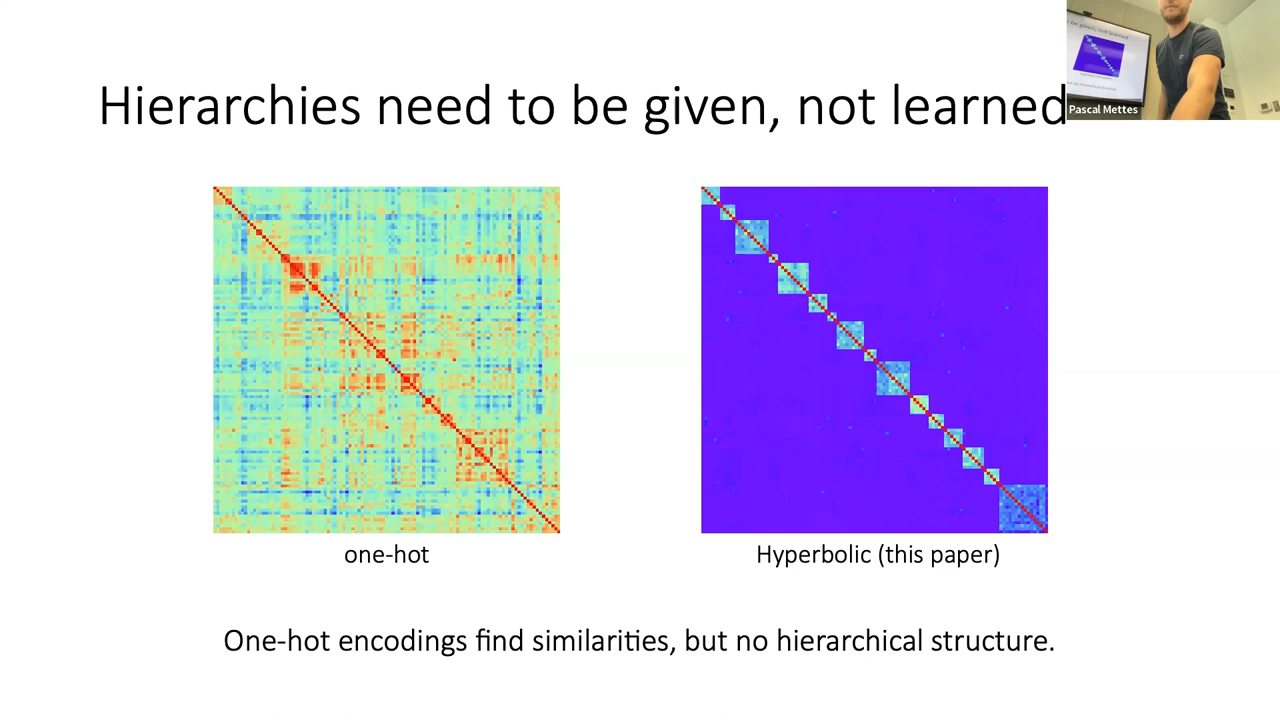 Hierarchies need to be given, not learned
Pascal Mettes
one-hot
Hyperbolic (this paper)
One-hot encodings find similarities, but no hierarchical structure.